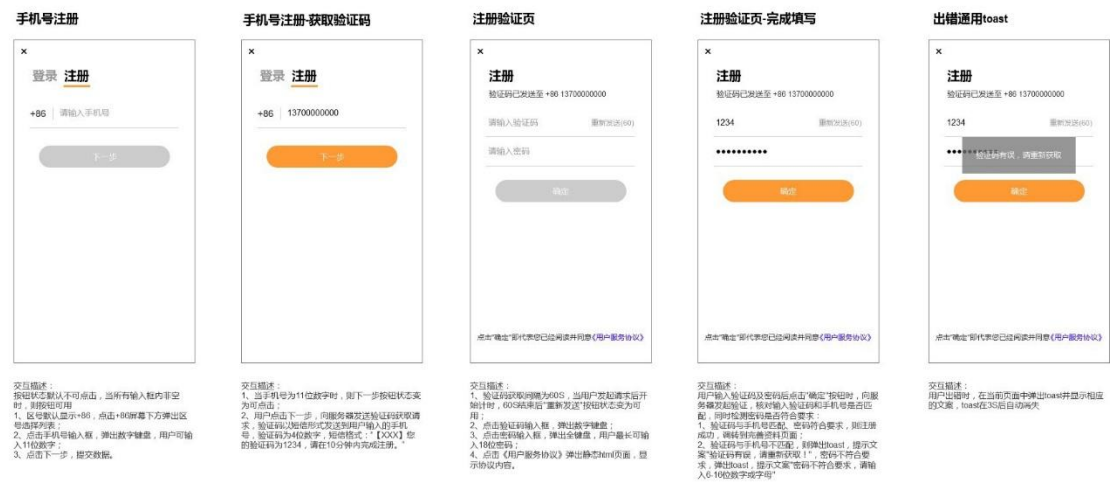 手机号注册
×
登录 注册
+86 请输入手机号
下一步
交互描述：
按钮状态默认不可点击，当所有输入框内非空
时，则按钮可用
1、区号默认显示+86，点击+86屏幕下方弹出区
号选择列表；
2、点击手机号输入框，弹出数字键盘，用户可输
入11位数字；
3、点击下一步，提交数据。
手机号注册-获取验证码
×
登录 注册
+86 13700000000
下一步
交互描述：
1、当手机号为11位数字时，则下一步按钮状态变
为可点击；
2、用户点击下一步，向服务器发送验证码获取请
求，验证码以短信形式发送到用户输入的手机
号，验证码为4位数字，短信格式：“【XXX】您
的验证码为1234，请在10分钟内完成注册。”
注册验证页
×
注册
验证码已发送至 +86 13700000000
请输入验证码 重新发送(60)
请输入密码
确定
点击“确定”即代表您已经阅读并同意《用户服务协议》
交互描述：
1、验证码获取间隔为60S，当用户发起请求后开
始计时，60S结束后“重新发送”按钮状态变为可
用；
2、点击验证码输入框，弹出数字键盘；
3、点击密码输入框，弹出全键盘，用户最长可输
入18位密码；
4、点击《用户服务协议》弹出静态html页面，显
示协议内容。
注册验证页-完成填写
×
注册
验证码已发送至 +86 13700000000
1234 重新发送(60)
●●●●●●●●●●
确定
点击“确定”即代表您已经阅读并同意《用户服务协议》
交互描述：
用户输入验证码及密码后点击“确定”按钮时，向服
务器发起验证，核对输入验证码和手机号是否匹
配，同时检测密码是否符合要求：
1、验证码与手机号匹配、密码符合要求，则注册
成功，跳转到完善资料页面；
2、验证码与手机号不匹配，则弹出toast，提示文
案“验证码有误，请重新获取！”，密码不符合要
求，弹出toast，提示文案“密码不符合要求，请输
入6-16位数字或字母”
出错通用toast
×
注册
验证码已发送至 +86 13700000000
1234 重新发送(60)
验证码有误，请重新获取
确定
点击“确定”即代表您已经阅读并同意《用户服务协议》
交互描述：
用户出错时，在当前页面中弹出toast并显示相应
的文案，toast在3S后自动消失